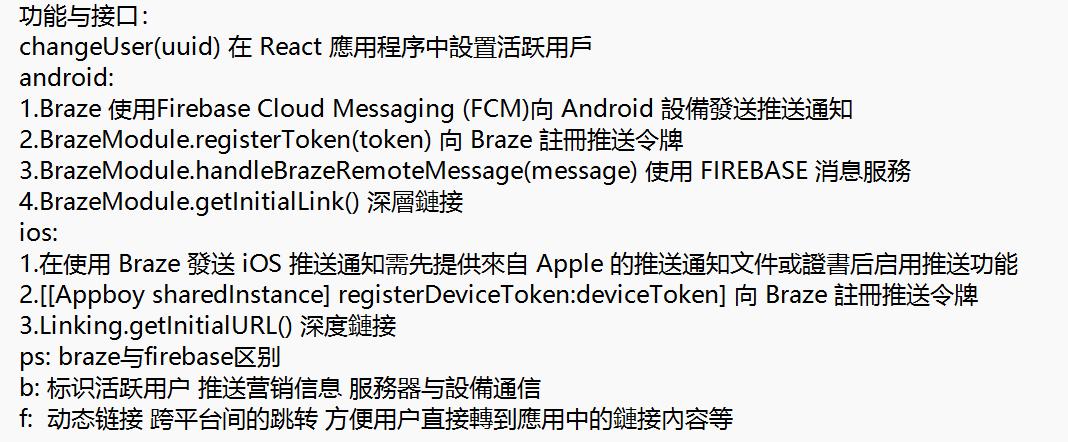 功能与接口：
changeUser(uuid) 在 React 應用程序中設置活跃用戶
android:
1.Braze 使用Firebase Cloud Messaging (FCM)向 Android 設備發送推送通知
2.BrazeModule.registerToken(token) 向 Braze 註冊推送令牌
3.BrazeModule.handleBrazeRemoteMessage(message) 使用 FIREBASE 消息服務
4.BrazeModule.getInitialLink() 深層鏈接
ios:
1.在使用 Braze 發送 iOS 推送通知需先提供來自 Apple 的推送通知文件或證書后启用推送功能
2.[[Appboy sharedInstance] registerDeviceToken:deviceToken] 向 Braze 註冊推送令牌
3.Linking.getInitialURL() 深度鏈接
ps: braze与firebase区别
b: 标识活跃用户 推送营销信息 服務器与設備通信
f:  动态链接 跨平台间的跳转 方便用户直接轉到應用中的鏈接內容等